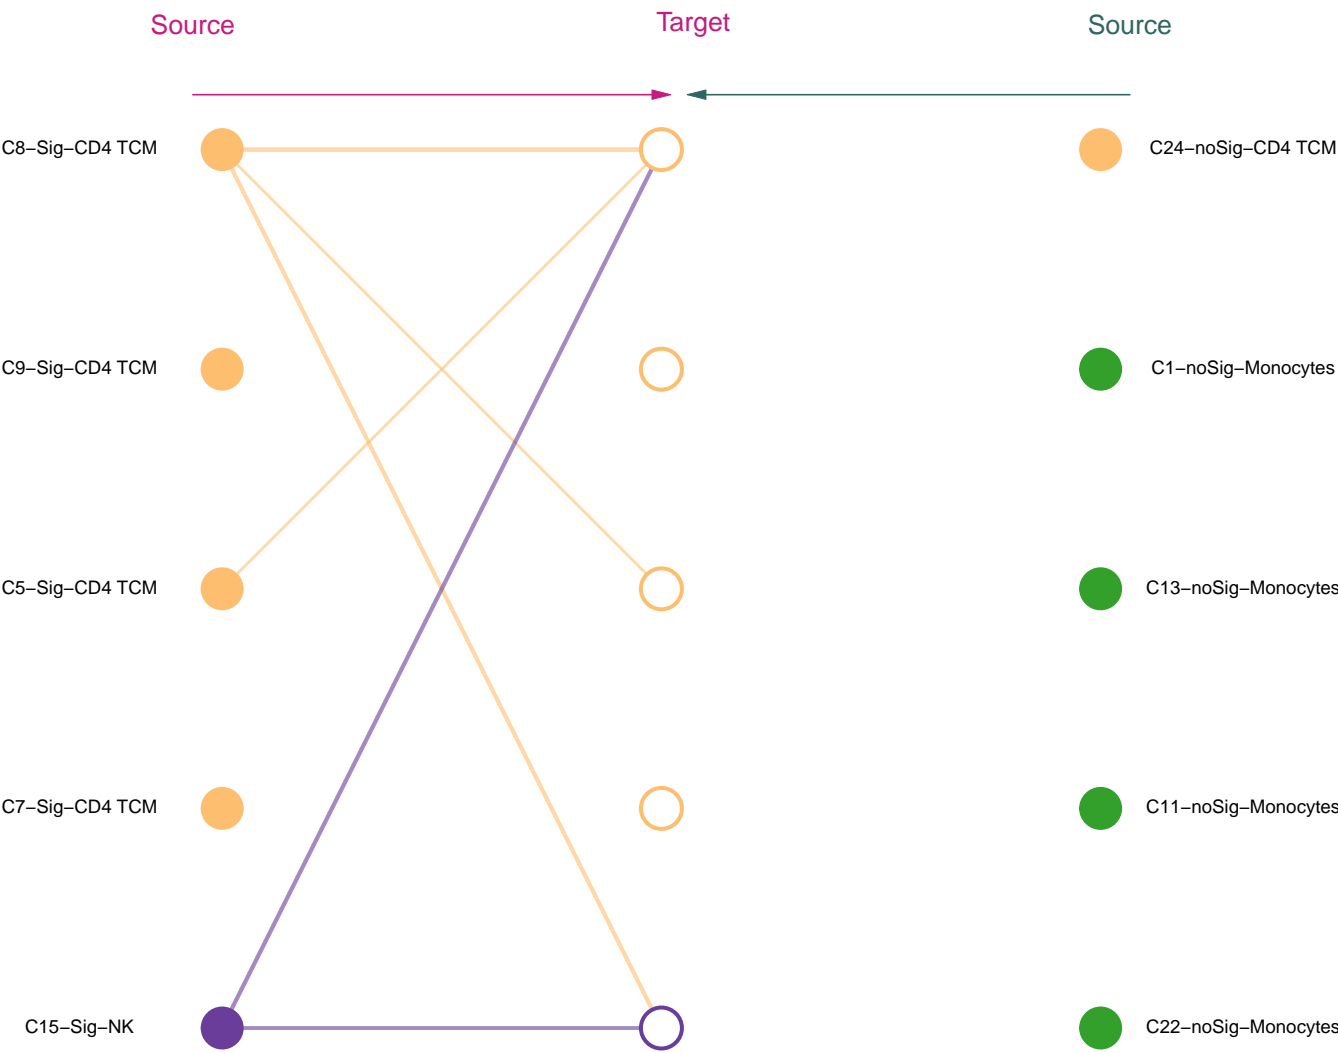 Source Target Source
C8−Sig−CD4 TCM C24−noSig−CD4 TCM
C9−Sig−CD4 TCM C1−noSig−Monocytes
C5−Sig−CD4 TCM C13−noSig−Monocytes
C7−Sig−CD4 TCM C11−noSig−Monocytes
C15−Sig−NK C22−noSig−Monocytes